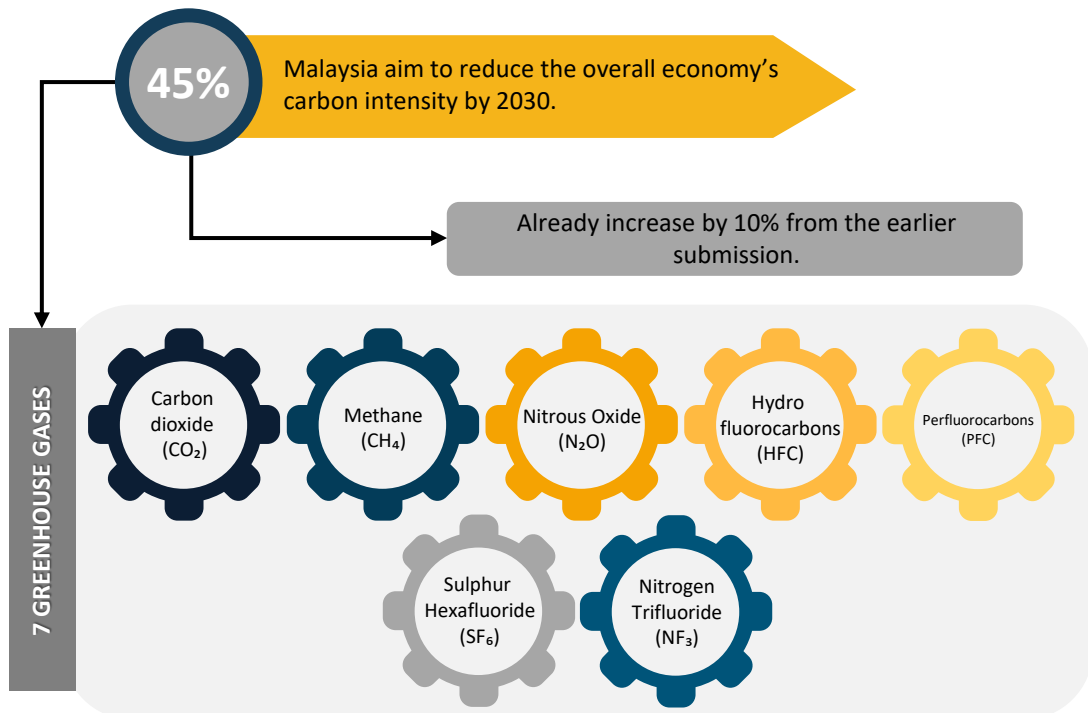 45%
Malaysia aim to reduce the overall economy's
carbon intensity by 2030.
Already increase by 10% from the earlier
submission.
7 GREENHOUSE GASES
Carbon
dioxide
(CO₂)
Methane
(CH₄)
Nitrous Oxide
(N₂O)
Hydro
fluorocarbons
(HFC)
Perfluorocarbons
(PFC)
Sulphur
Hexafluoride
(SF₆)
Nitrogen
Trifluoride
(NF₃)